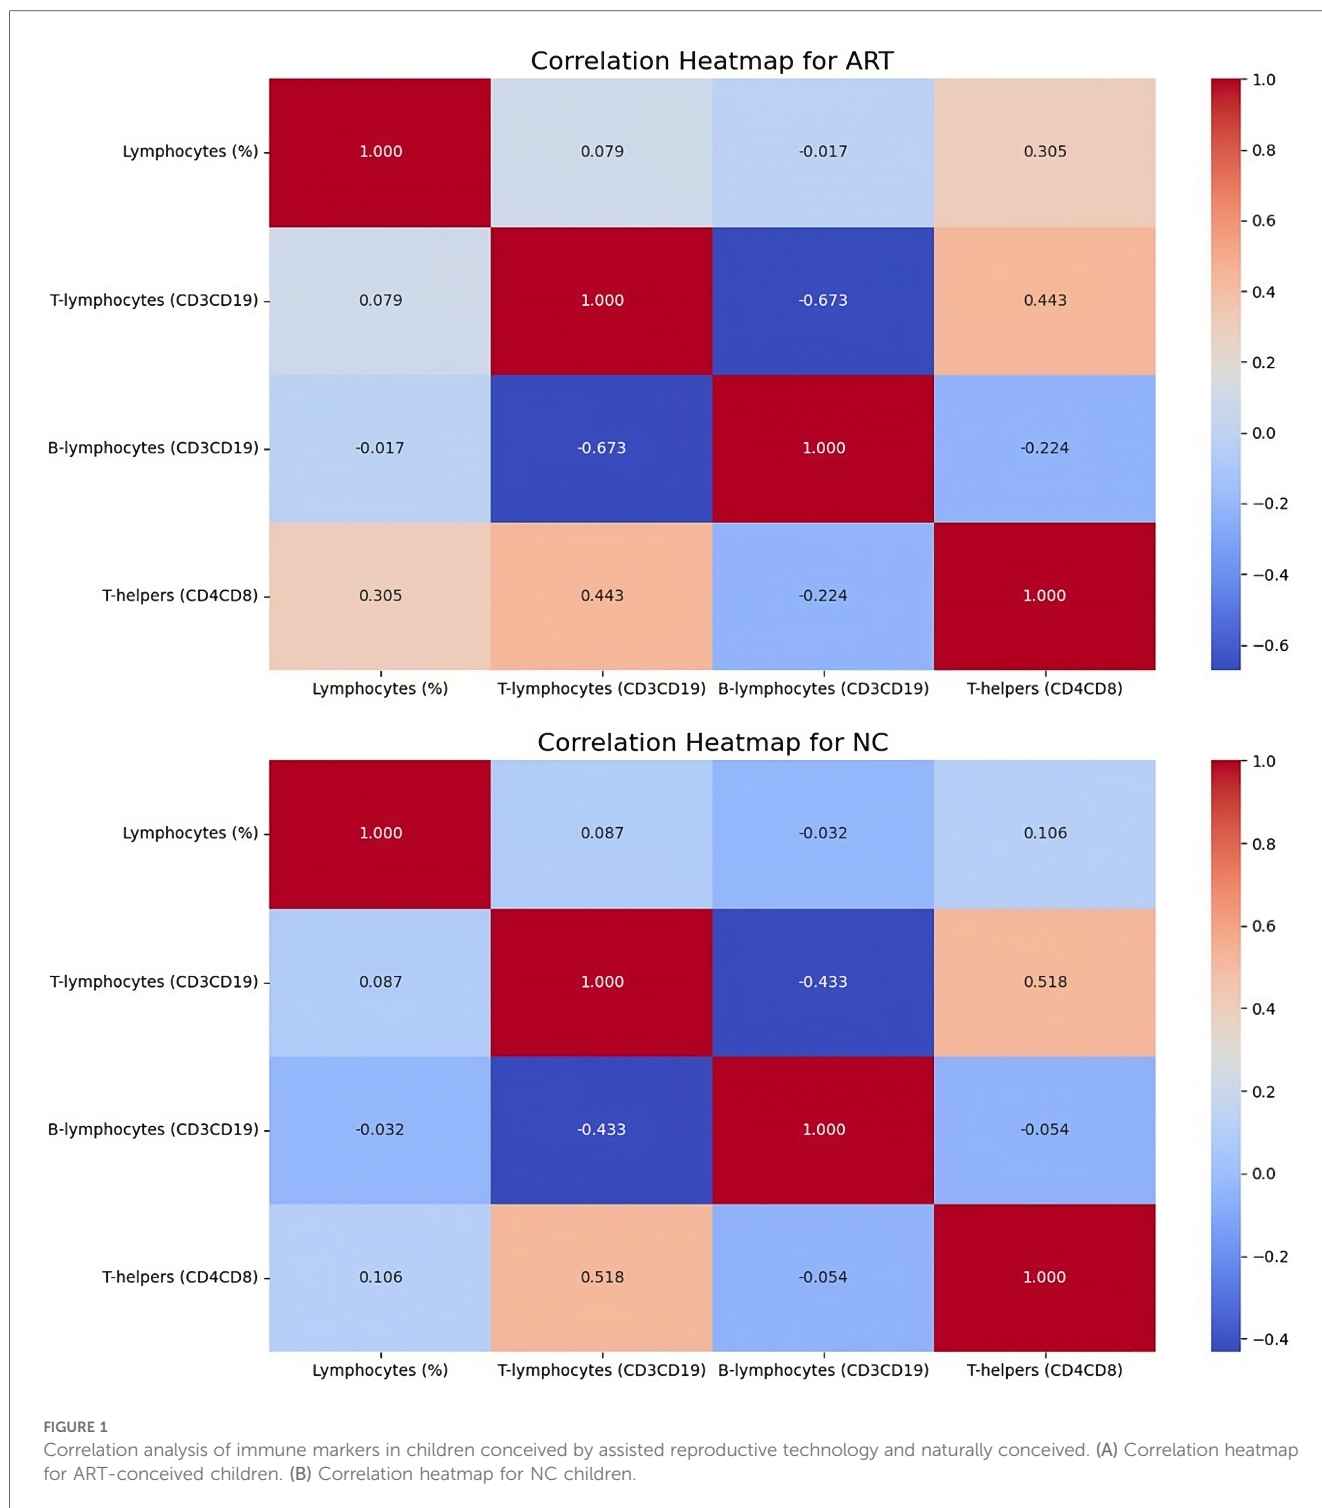 Correlation Heatmap for ART
Lymphocytes (%) 1.000 0.079 -0.017 0.305
T-lymphocytes (CD3CD19) 0.079 1.000 -0.673 0.443
B-lymphocytes (CD3CD19) -0.017 -0.673 1.000 -0.224
T-helpers (CD4CD8) 0.305 0.443 -0.224 1.000
Lymphocytes (%) T-lymphocytes (CD3CD19) B-lymphocytes (CD3CD19) T-helpers (CD4CD8)
1.0
0.8
0.6
0.4
0.2
0.0
−0.2
−0.4
−0.6
Correlation Heatmap for NC
Lymphocytes (%) 1.000 0.087 -0.032 0.106
T-lymphocytes (CD3CD19) 0.087 1.000 -0.433 0.518
B-lymphocytes (CD3CD19) -0.032 -0.433 1.000 -0.054
T-helpers (CD4CD8) 0.106 0.518 -0.054 1.000
Lymphocytes (%) T-lymphocytes (CD3CD19) B-lymphocytes (CD3CD19) T-helpers (CD4CD8)
1.0
0.8
0.6
0.4
0.2
0.0
−0.2
−0.4
FIGURE 1
Correlation analysis of immune markers in children conceived by assisted reproductive technology and naturally conceived. (A) Correlation heatmap
for ART-conceived children. (B) Correlation heatmap for NC children.